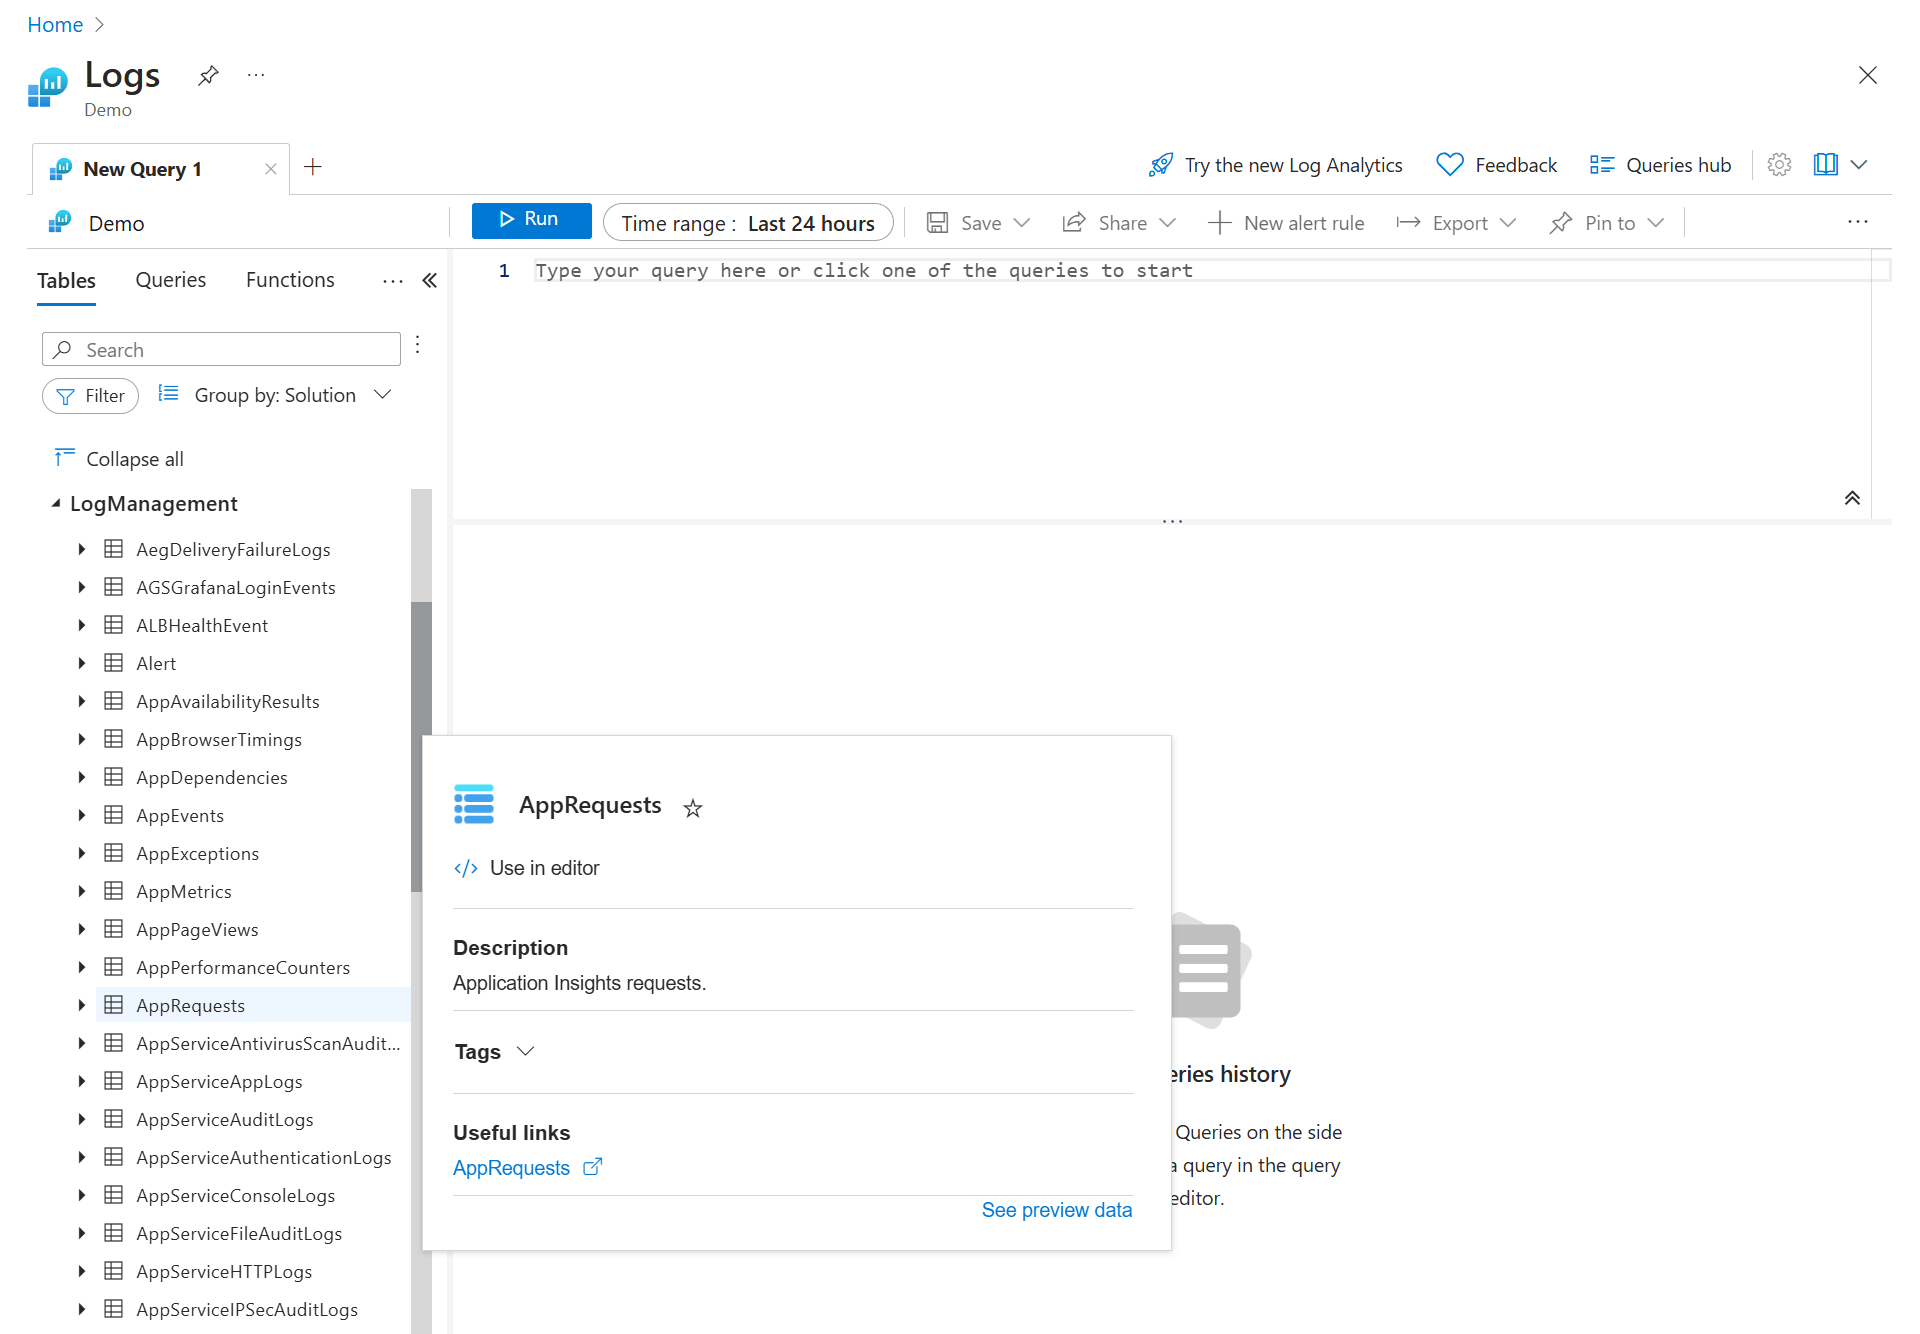 Home
Logs
Demo
New Query 1
Try the new Log Analytics
Feedback
Queries hub
Demo
Run
Time range : Last 24 hours
Save
Share
New alert rule
Export
Pin to
Tables
Queries
Functions
1
Type your query here or click one of the queries to start
Search
Filter
Group by: Solution
Collapse all
LogManagement
AegDeliveryFailureLogs
AGSGrafanaLoginEvents
ALBHealthEvent
Alert
AppAvailabilityResults
AppBrowserTimings
AppDependencies
AppEvents
AppExceptions
AppMetrics
AppPageViews
AppPerformanceCounters
AppRequests
AppServiceAntivirusScanAudit...
AppServiceAppLogs
AppServiceAuditLogs
AppServiceAuthenticationLogs
AppServiceConsoleLogs
AppServiceFileAuditLogs
AppServiceHTTPLogs
AppServiceIPSecAuditLogs
AppRequests
</> Use in editor
Description
Application Insights requests.
Tags
Useful links
AppRequests
See preview data
history
Queries on the side
query in the query
editor.